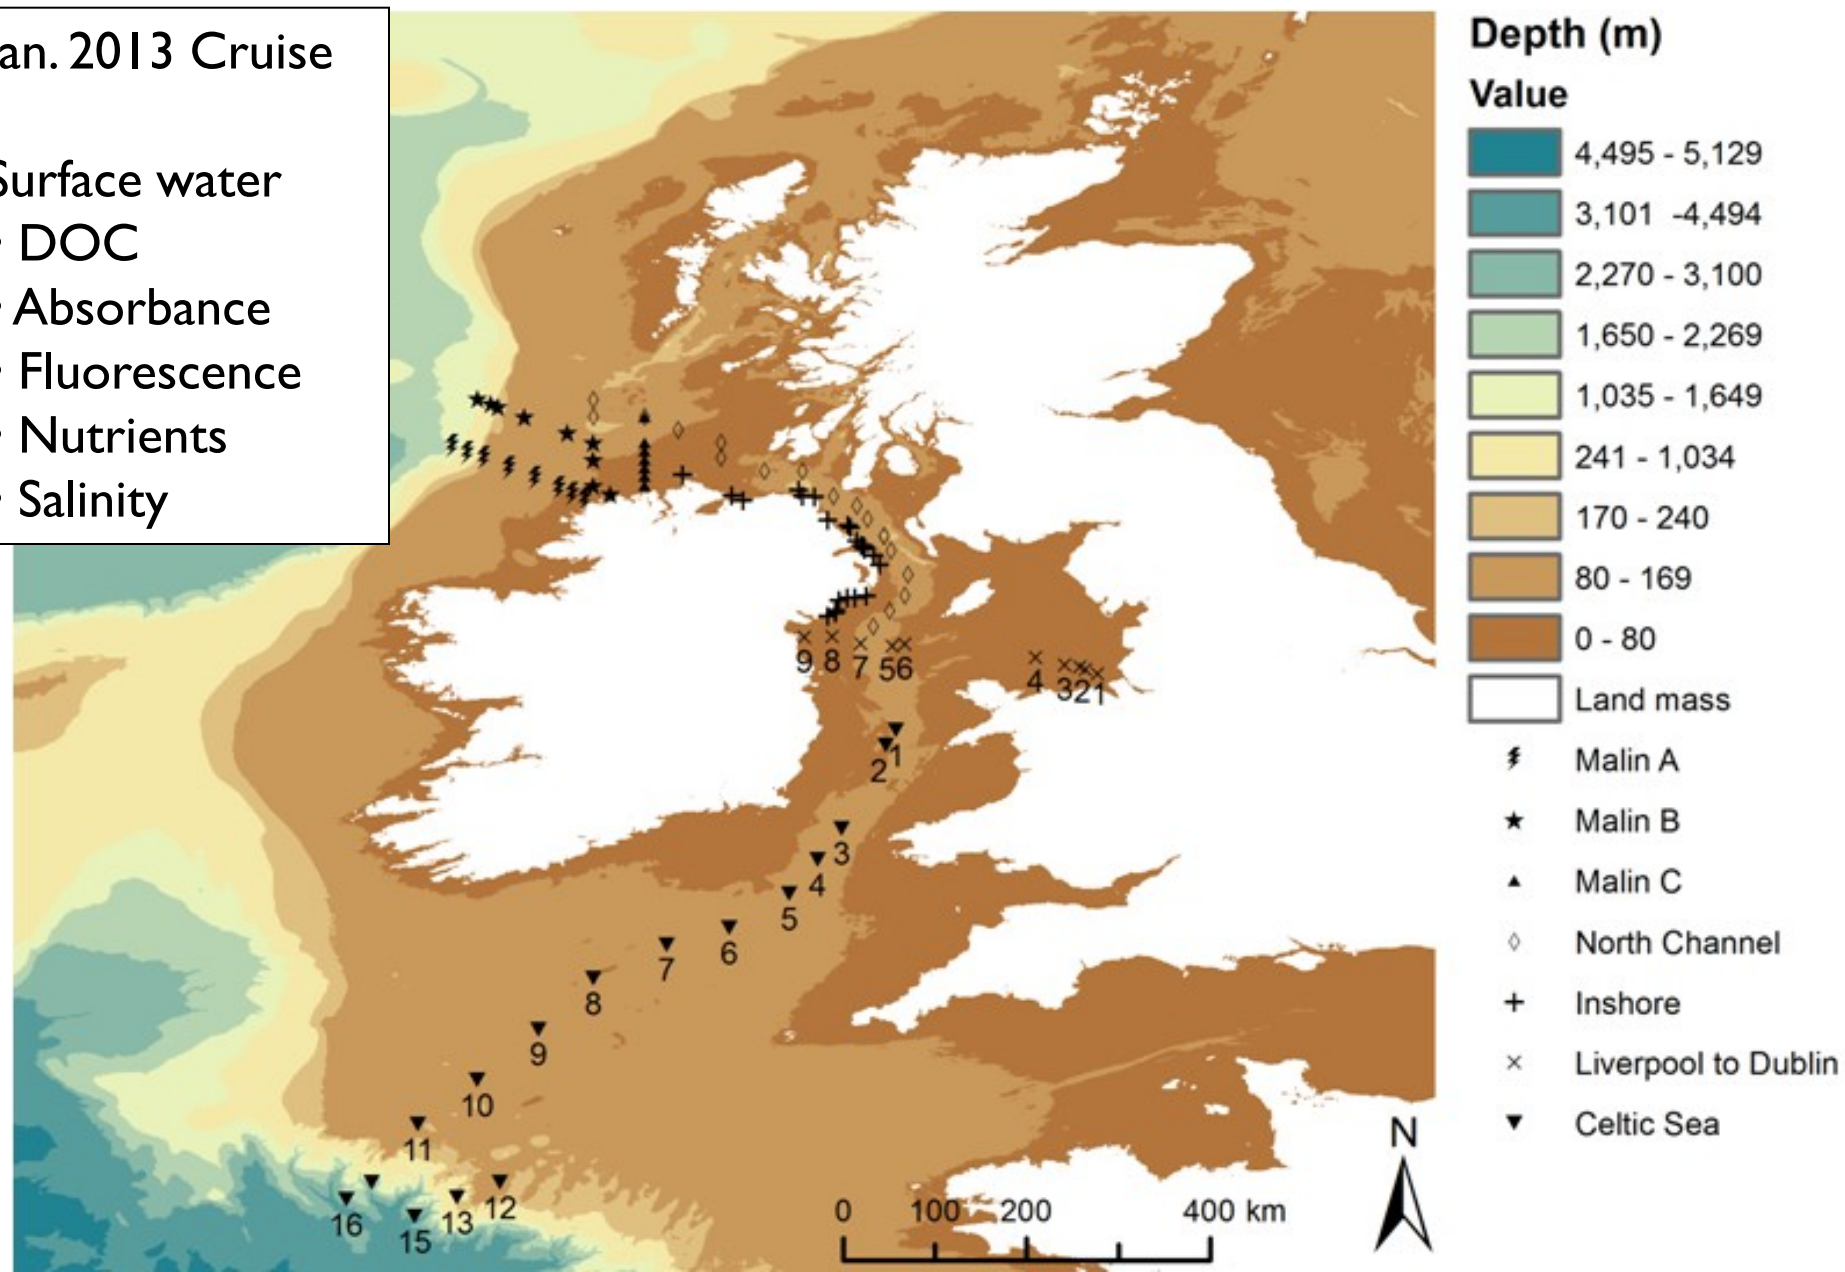 an. 2013 Cruise
Surface water
• DOC
• Absorbance
• Fluorescence
• Nutrients
• Salinity
Depth (m)
Value
4,495 - 5,129
3,101 -4,494
2,270 - 3,100
1,650 - 2,269
1,035 - 1,649
241 - 1,034
170 - 240
80 - 169
0 - 80
Land mass
Malin A
Malin B
Malin C
North Channel
Inshore
Liverpool to Dublin
Celtic Sea
9 8 7 56 4 321
1
2
3
4
5
6
7
8
9
10
11
12
13
15
16
N
0 100 200 400 km